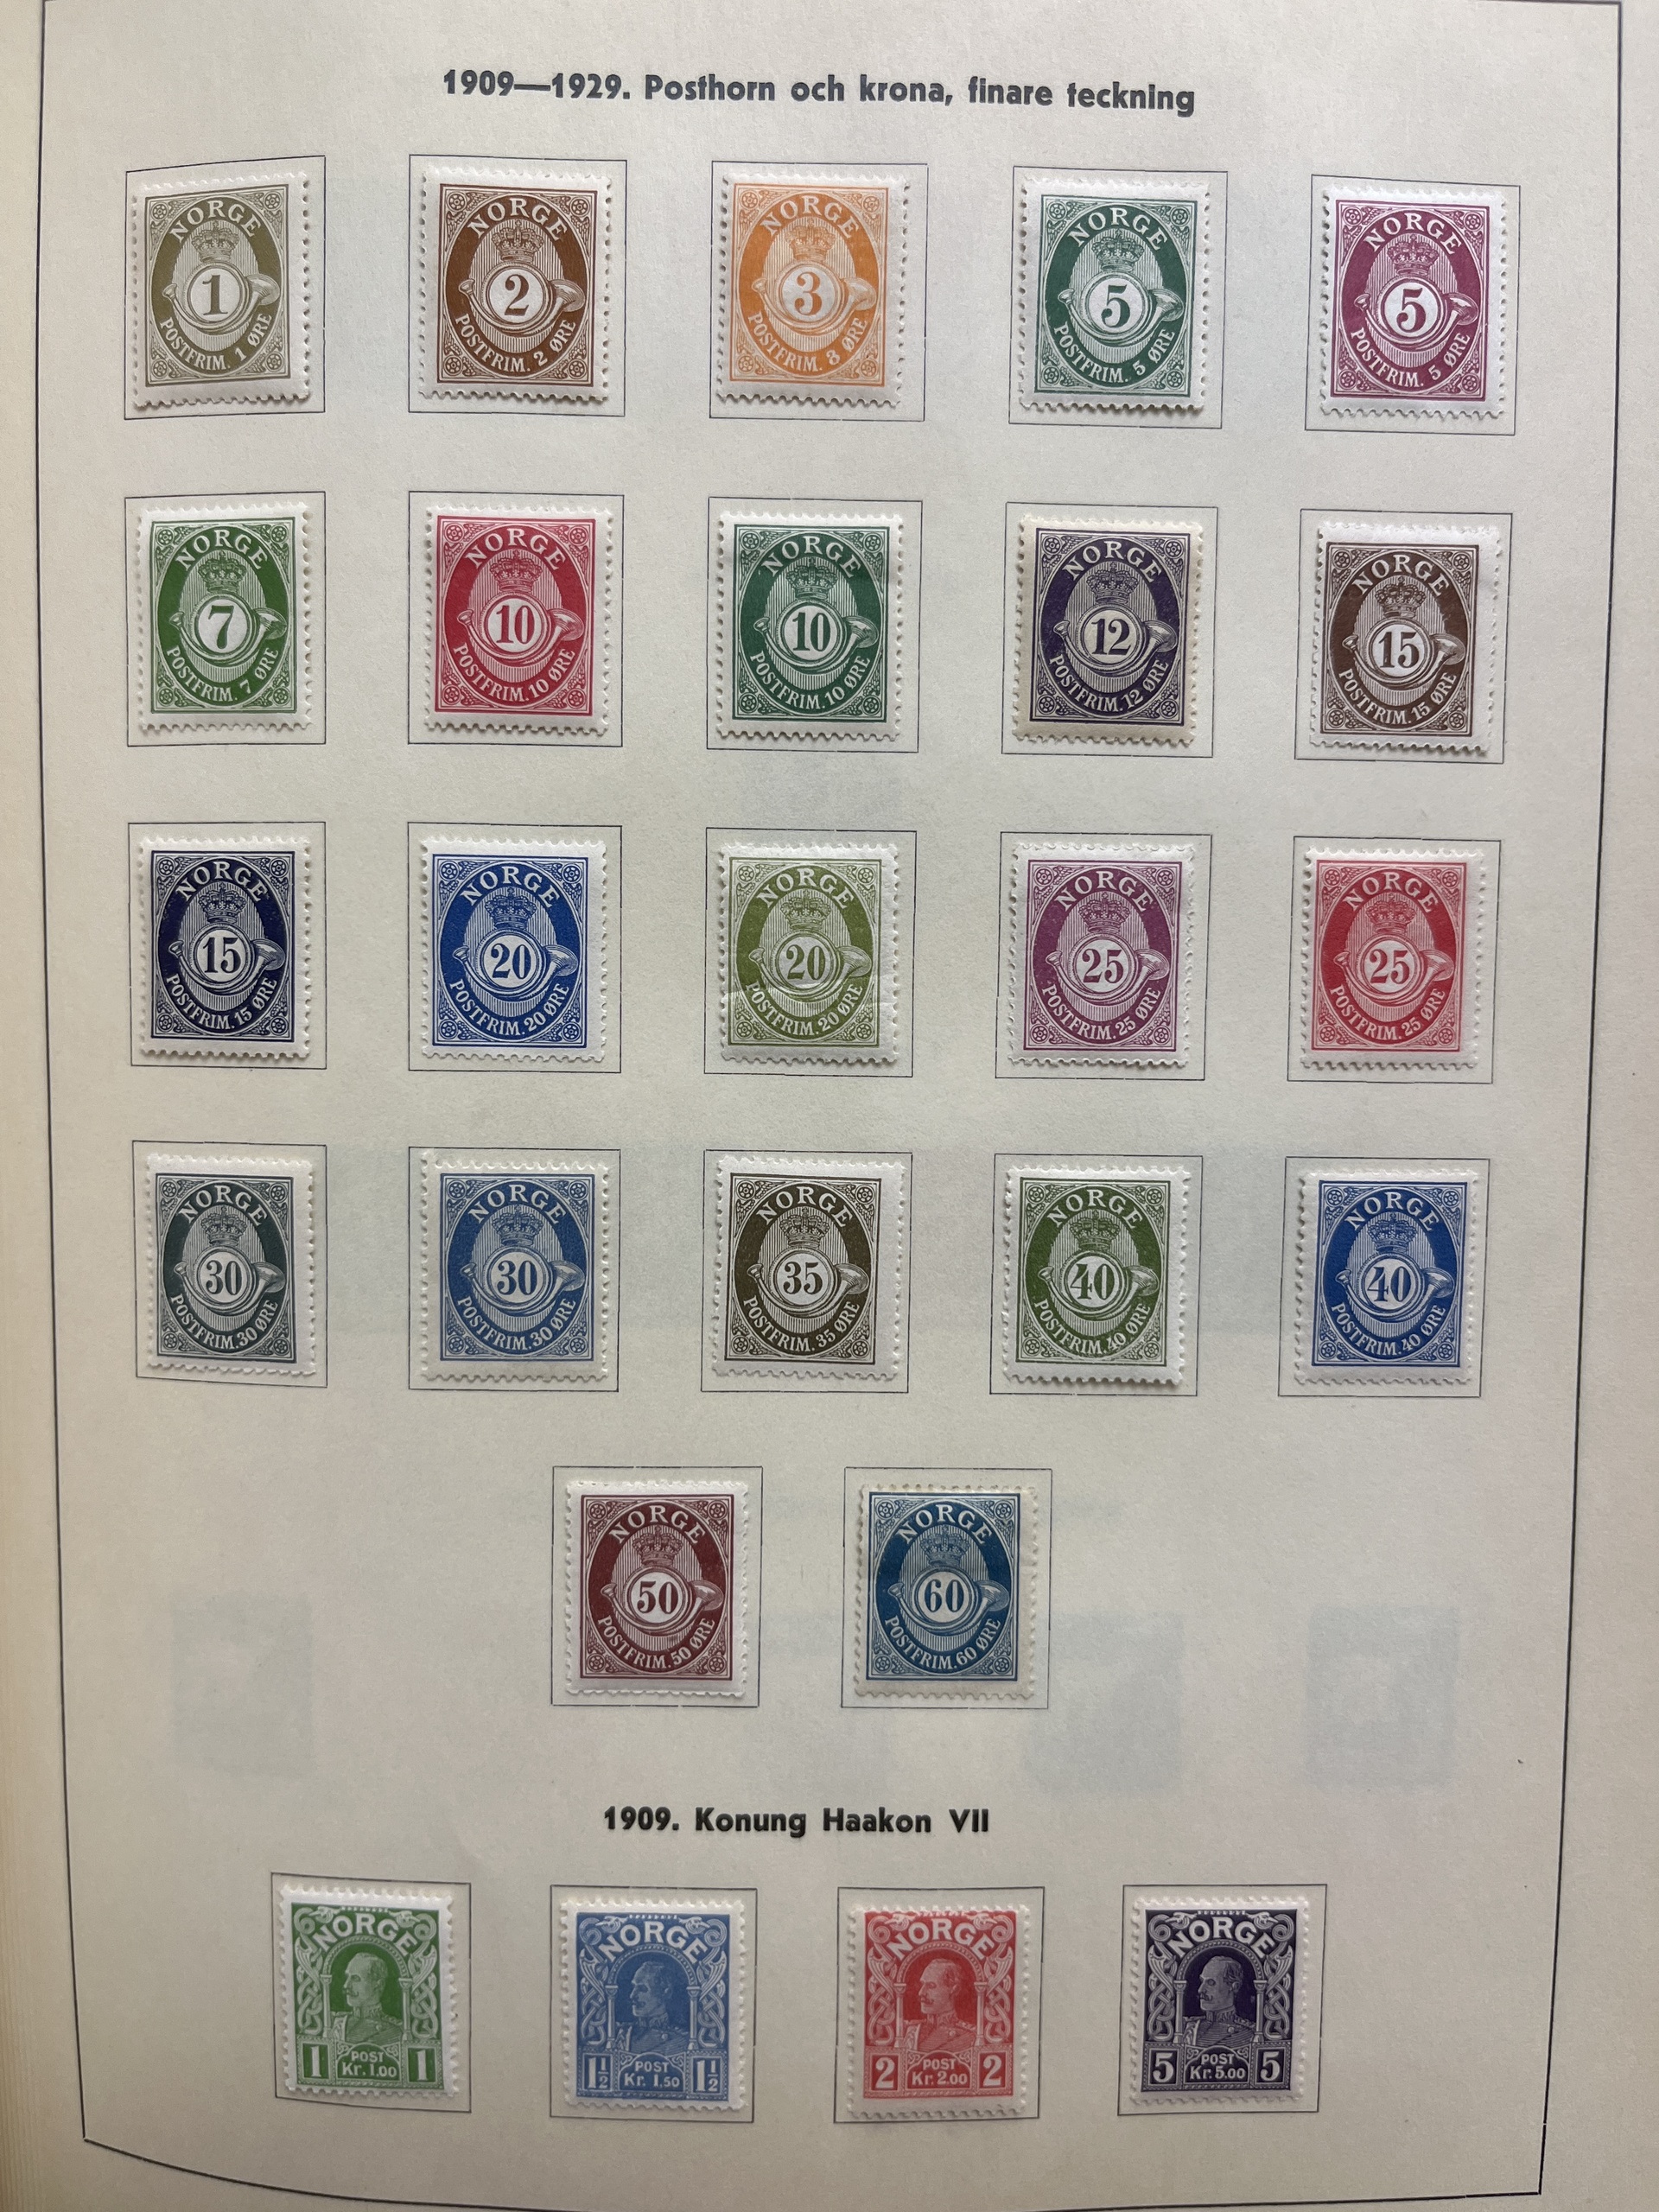 1909—1929. Posthorn och krona, finare teckning
NORGE
1
POSTFRIM. 1 ØRE
NORGE
2
POSTFRIM. 2 ØRE
NORGE
3
POSTFRIM. 3 ØRE
NORGE
5
POSTFRIM. 5 ØRE
NORGE
5
POSTFRIM. 5 ØRE
NORGE
7
POSTFRIM. 7 ØRE
NORGE
10
POSTFRIM. 10 ØRE
NORGE
10
POSTFRIM. 10 ØRE
NORGE
12
POSTFRIM. 12 ØRE
NORGE
15
POSTFRIM. 15 ØRE
NORGE
15
POSTFRIM. 15 ØRE
NORGE
20
POSTFRIM. 20 ØRE
NORGE
20
POSTFRIM. 20 ØRE
NORGE
25
POSTFRIM. 25 ØRE
NORGE
25
POSTFRIM. 25 ØRE
NORGE
30
POSTFRIM. 30 ØRE
NORGE
30
POSTFRIM. 30 ØRE
NORGE
35
POSTFRIM. 35 ØRE
NORGE
40
POSTFRIM. 40 ØRE
NORGE
40
POSTFRIM. 40 ØRE
NORGE
50
POSTFRIM. 50 ØRE
NORGE
60
POSTFRIM. 60 ØRE
1909. Konung Haakon VII
NORGE
1 POST 1
Kr. 1.00
NORGE
1½ POST 1½
Kr. 1.50
NORGE
2 POST 2
Kr. 2.00
NORGE
5 POST 5
Kr. 5.00